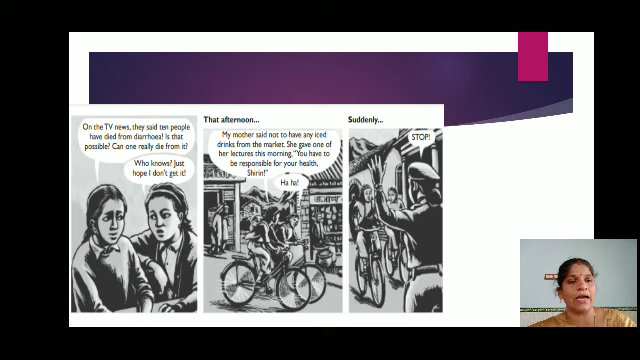 On the TV news, they said ten people
have died from diarrhoea! Is that
possible? Can one really die from it?
Who knows? Just
hope I don't get it!
That afternoon...
My mother said not to have any iced
drinks from the market. She gave one of
her lectures this morning, "You have to
be responsible for your health,
Shirin!"
Ha ha!
Suddenly...
STOP!